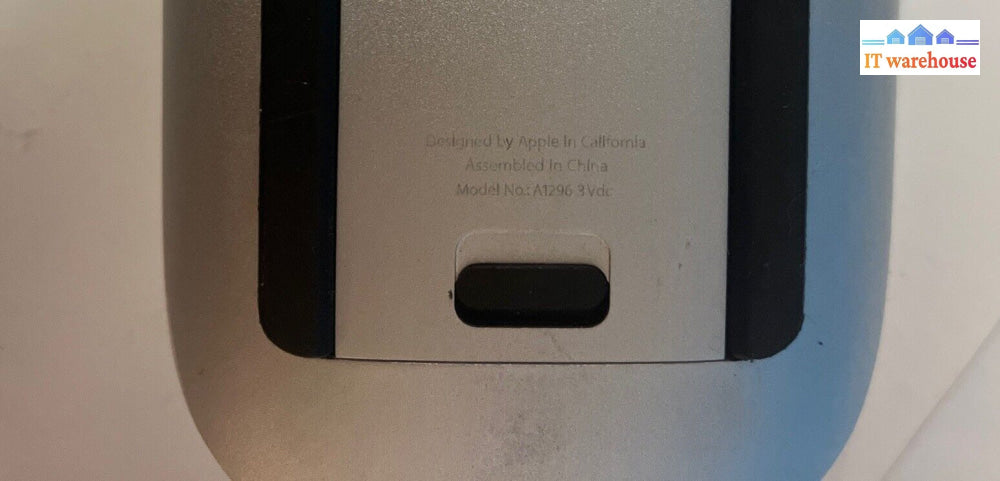 IT warehouse
Designed by Apple in California
Assembled in China
Model No.: A1296 3Vdc